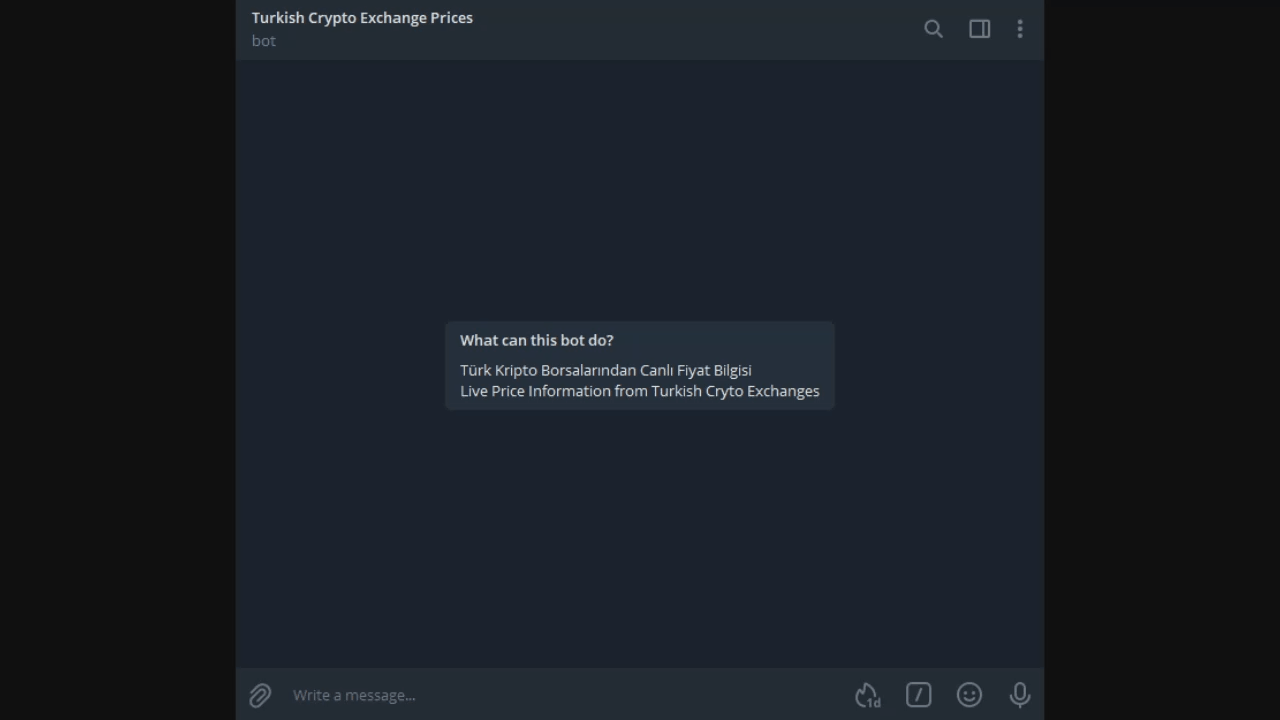 Turkish Crypto Exchange Prices
bot
What can this bot do?
Türk Kripto Borsalarından Canlı Fiyat Bilgisi
Live Price Information from Turkish Cryto Exchanges
Write a message...
1d
/